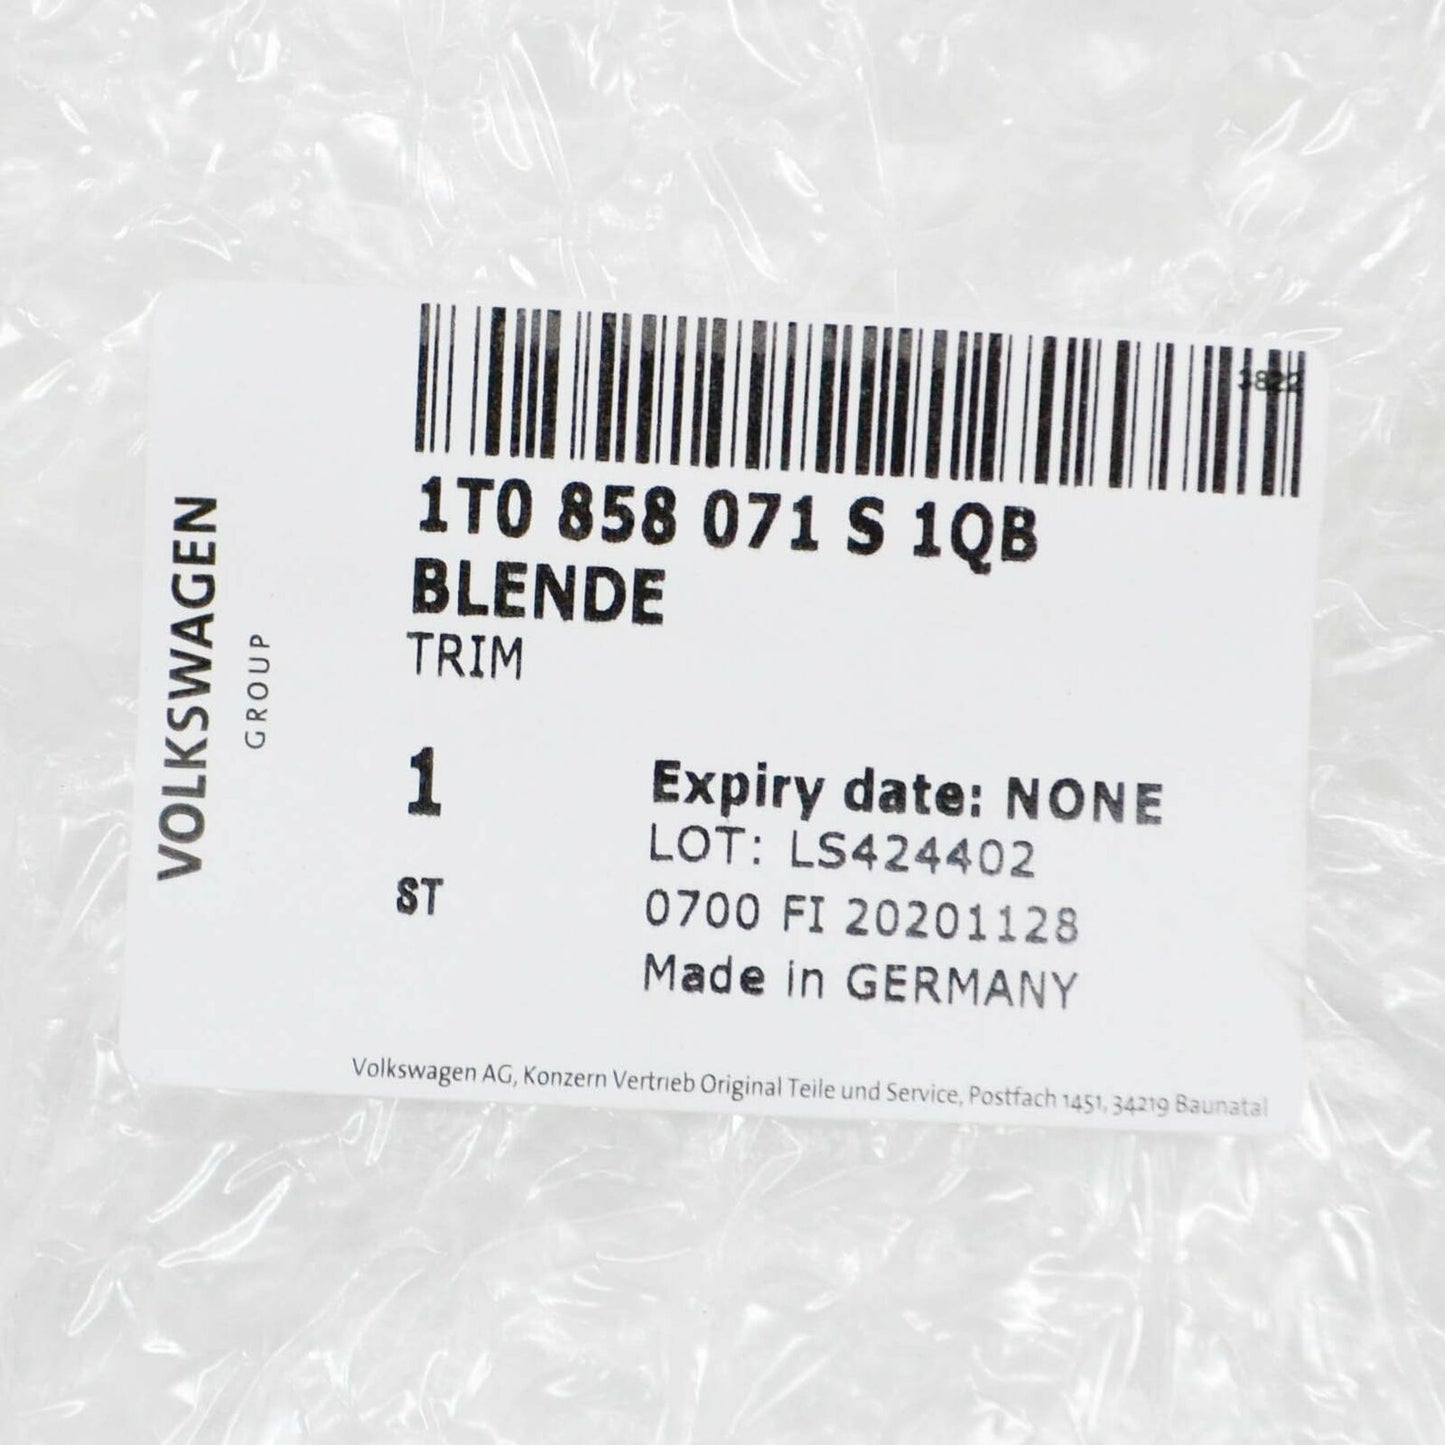 3822
1T0 858 071 S 1QB
BLENDE
TRIM
VOLKSWAGEN
GROUP
1
ST
Expiry date: NONE
LOT: LS424402
0700 FI 20201128
Made in GERMANY
Volkswagen AG, Konzern Vertrieb Original Teile und Service, Postfach 1451, 34219 Baunatal